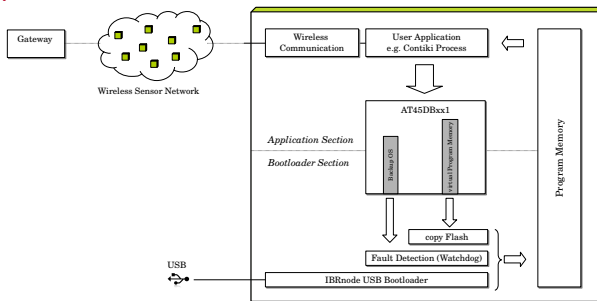 Gateway
Wireless Sensor Network
Wireless
Communication
User Application
e.g. Contiki Process
AT45DBxx1
Application Section
Bootloader Section
Backup OS
virtual Program Memory
Program Memory
copy Flash
Fault Detection (Watchdog)
USB
IBRnode USB Bootloader